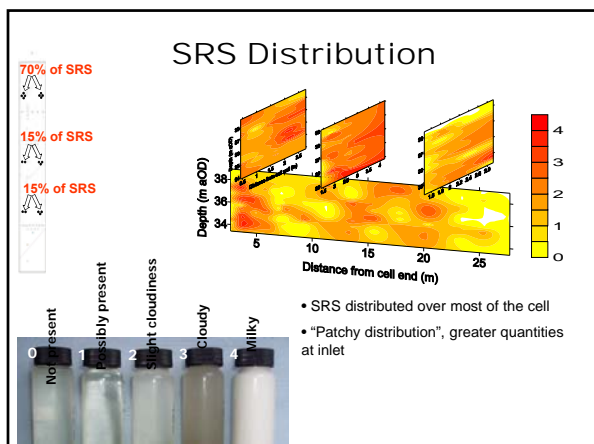 SRS Distribution
70% of SRS
15% of SRS
15% of SRS
Depth (m aOD)
38
36
34
5
10
15
20
25
Distance from cell end (m)
4
3
2
1
0
• SRS distributed over most of the cell
• “Patchy distribution”, greater quantities
at inlet
Not present
Possibly present
Slight cloudiness
Cloudy
Milky
0
1
2
3
4